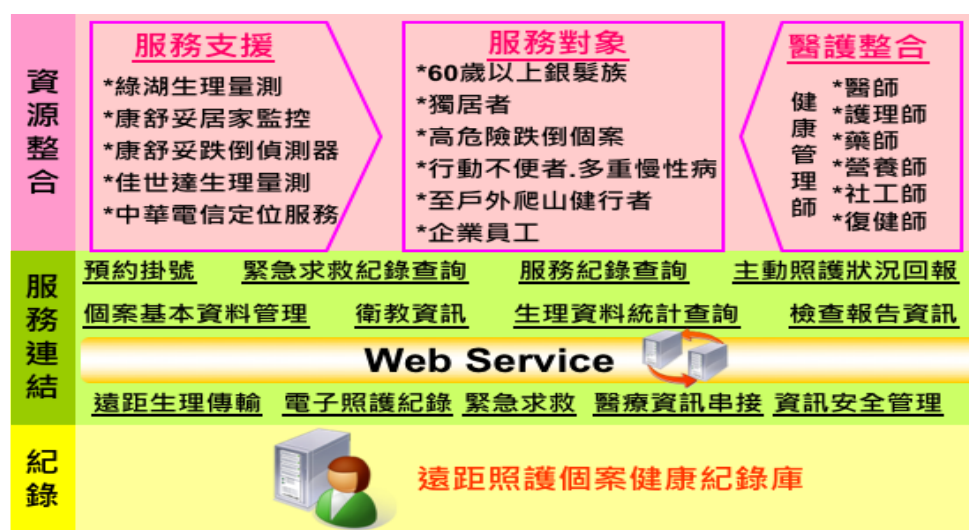 資源整合
服務支援
*綠湖生理量測
*康舒妥居家監控
*康舒妥跌倒偵測器
*佳世達生理量測
*中華電信定位服務
服務對象
*60歲以上銀髮族
*獨居者
*高危險跌倒個案
*行動不便者.多重慢性病
*至戶外爬山健行者
*企業員工
醫護整合
健康管理師
*醫師
*護理師
*藥師
*營養師
*社工師
*復健師
服務連結
預約掛號 緊急求救紀錄查詢 服務紀錄查詢 主動照護狀況回報
個案基本資料管理 衛教資訊 生理資料統計查詢 檢查報告資訊
Web Service
遠距生理傳輸 電子照護紀錄 緊急求救 醫療資訊串接 資訊安全管理
紀錄
遠距照護個案健康紀錄庫